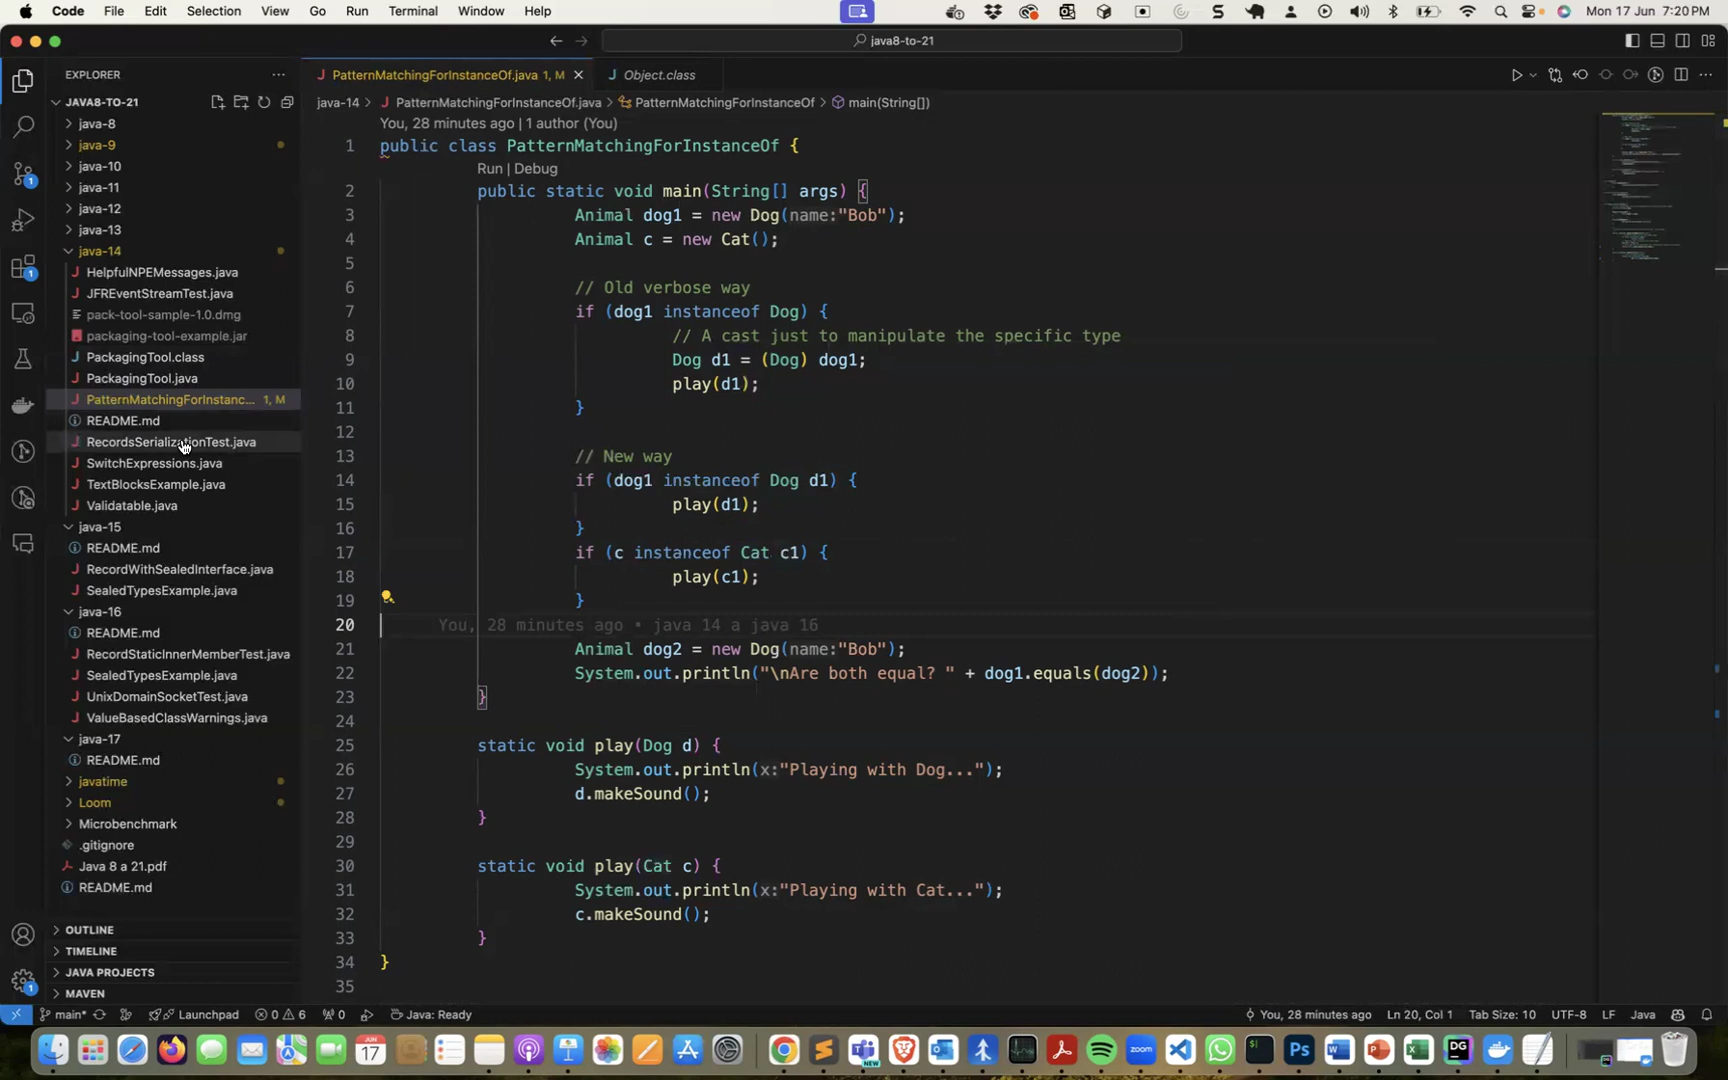 Code File Edit Selection View Go Run Terminal Window Help Mon 17 Jun 7:20 PM
java8-to-21
EXPLORER
JAVA8-TO-21
java-8
java-9
java-10
java-11
java-12
java-13
java-14
HelpfulNPEMessages.java
JFREventStreamTest.java
pack-tool-sample-1.0.dmg
packaging-tool-example.jar
PackagingTool.class
PackagingTool.java
PatternMatchingForInstanc... 1, M
README.md
RecordsSerializationTest.java
SwitchExpressions.java
TextBlocksExample.java
Validatable.java
java-15
README.md
RecordWithSealedInterface.java
SealedTypesExample.java
java-16
README.md
RecordStaticInnerMemberTest.java
SealedTypesExample.java
UnixDomainSocketTest.java
ValueBasedClassWarnings.java
java-17
README.md
javatime
Loom
Microbenchmark
.gitignore
Java 8 a 21.pdf
README.md
OUTLINE
TIMELINE
JAVA PROJECTS
MAVEN
PatternMatchingForInstanceOf.java 1, M Object.class
java-14 > PatternMatchingForInstanceOf.java > PatternMatchingForInstanceOf > main(String[])
You, 28 minutes ago | 1 author (You)
1 public class PatternMatchingForInstanceOf {
Run | Debug
2 public static void main(String[] args) {
3 Animal dog1 = new Dog(name:"Bob");
4 Animal c = new Cat();
5
6 // Old verbose way
7 if (dog1 instanceof Dog) {
8 // A cast just to manipulate the specific type
9 Dog d1 = (Dog) dog1;
10 play(d1);
11 }
12
13 // New way
14 if (dog1 instanceof Dog d1) {
15 play(d1);
16 }
17 if (c instanceof Cat c1) {
18 play(c1);
19 }
20 You, 28 minutes ago • java 14 a java 16
21 Animal dog2 = new Dog(name:"Bob");
22 System.out.println("\nAre both equal? " + dog1.equals(dog2));
23 }
24
25 static void play(Dog d) {
26 System.out.println(x:"Playing with Dog...");
27 d.makeSound();
28 }
29
30 static void play(Cat c) {
31 System.out.println(x:"Playing with Cat...");
32 c.makeSound();
33 }
34 }
35
main* Launchpad 0 6 0 Java: Ready You, 28 minutes ago Ln 20, Col 1 Tab Size: 10 UTF-8 LF Java
JUN
17
NEW
zoom
DG